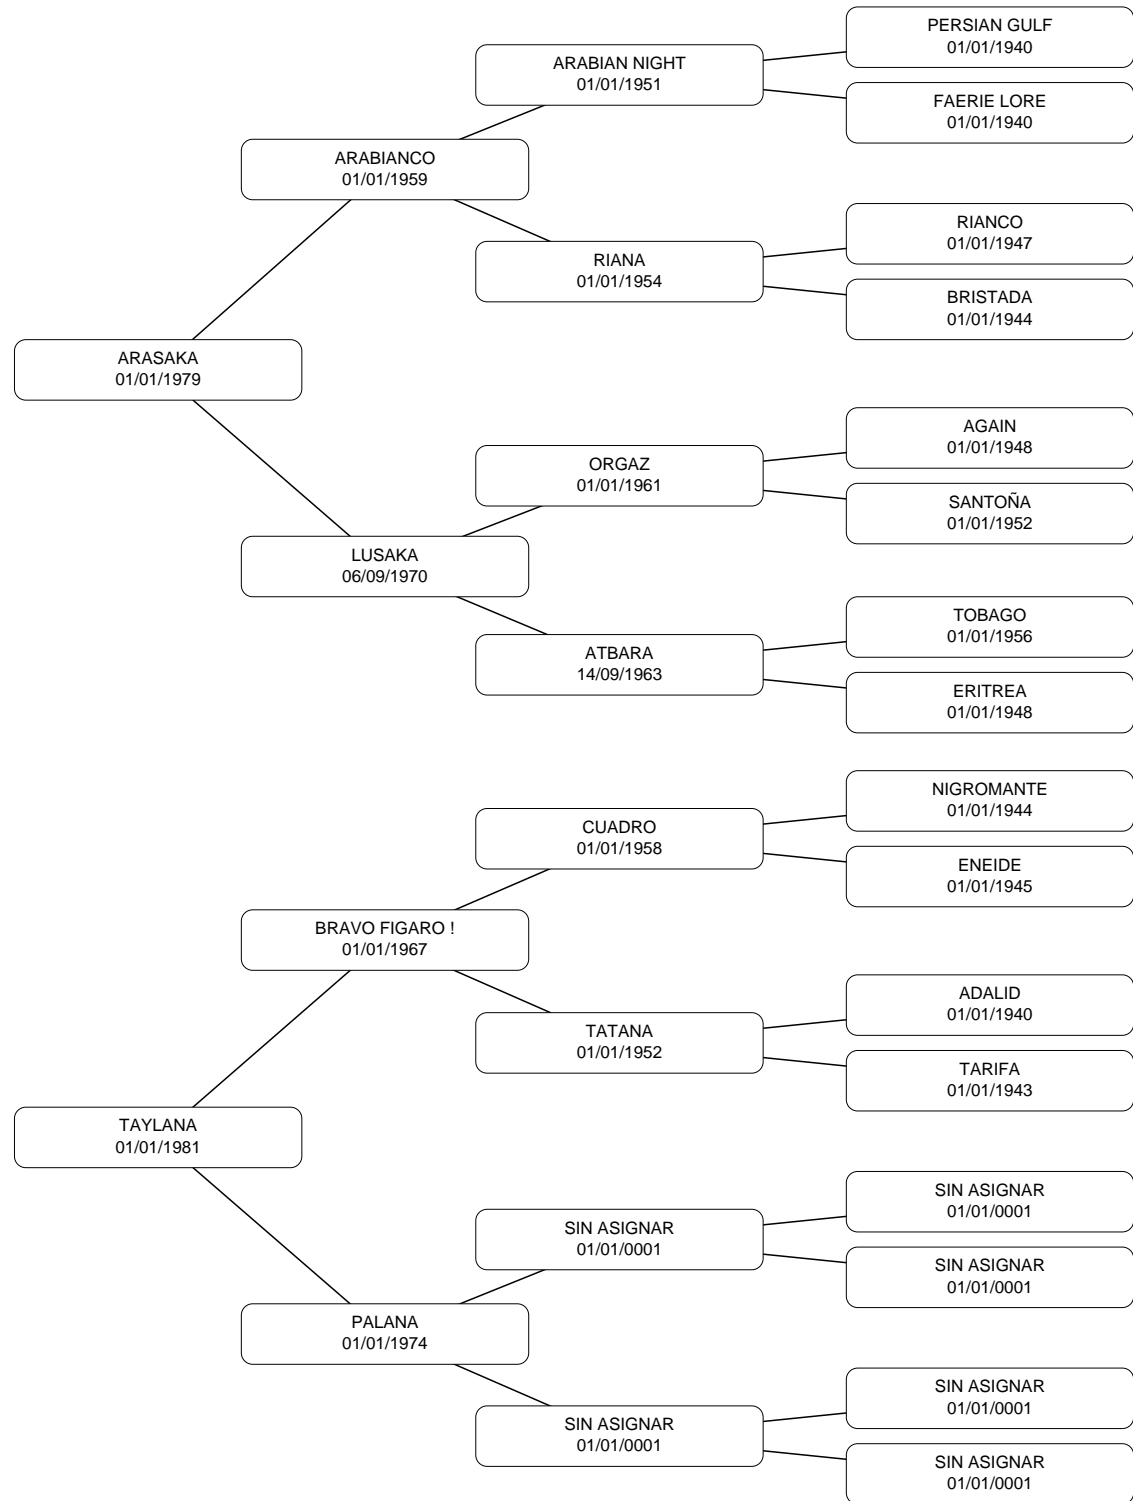 PERSIAN GULF
01/01/1940
ARABIAN NIGHT
01/01/1951
FAERIE LORE
01/01/1940
ARABIANCO
01/01/1959
RIANCO
01/01/1947
RIANA
01/01/1954
BRISTADA
01/01/1944
ARASAKA
01/01/1979
AGAIN
01/01/1948
ORGAZ
01/01/1961
SANTOÑA
01/01/1952
LUSAKA
06/09/1970
TOBAGO
01/01/1956
ATBARA
14/09/1963
ERITREA
01/01/1948
NIGROMANTE
01/01/1944
CUADRO
01/01/1958
ENEIDE
01/01/1945
BRAVO FIGARO !
01/01/1967
ADALID
01/01/1940
TATANA
01/01/1952
TARIFA
01/01/1943
TAYLANA
01/01/1981
SIN ASIGNAR
01/01/0001
SIN ASIGNAR
01/01/0001
SIN ASIGNAR
01/01/0001
PALANA
01/01/1974
SIN ASIGNAR
01/01/0001
SIN ASIGNAR
01/01/0001
SIN ASIGNAR
01/01/0001